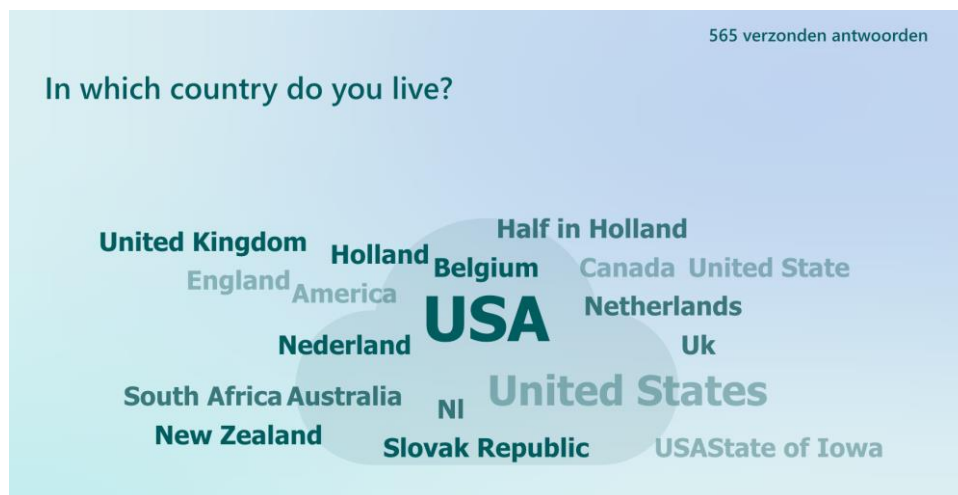 565 verzonden antwoorden
In which country do you live?
Half in Holland
United Kingdom
Holland
Belgium
Canada
United State
England
America
USA
Netherlands
Nederland
Uk
South Africa
Australia
Nl
United States
New Zealand
Slovak Republic
USAState of Iowa